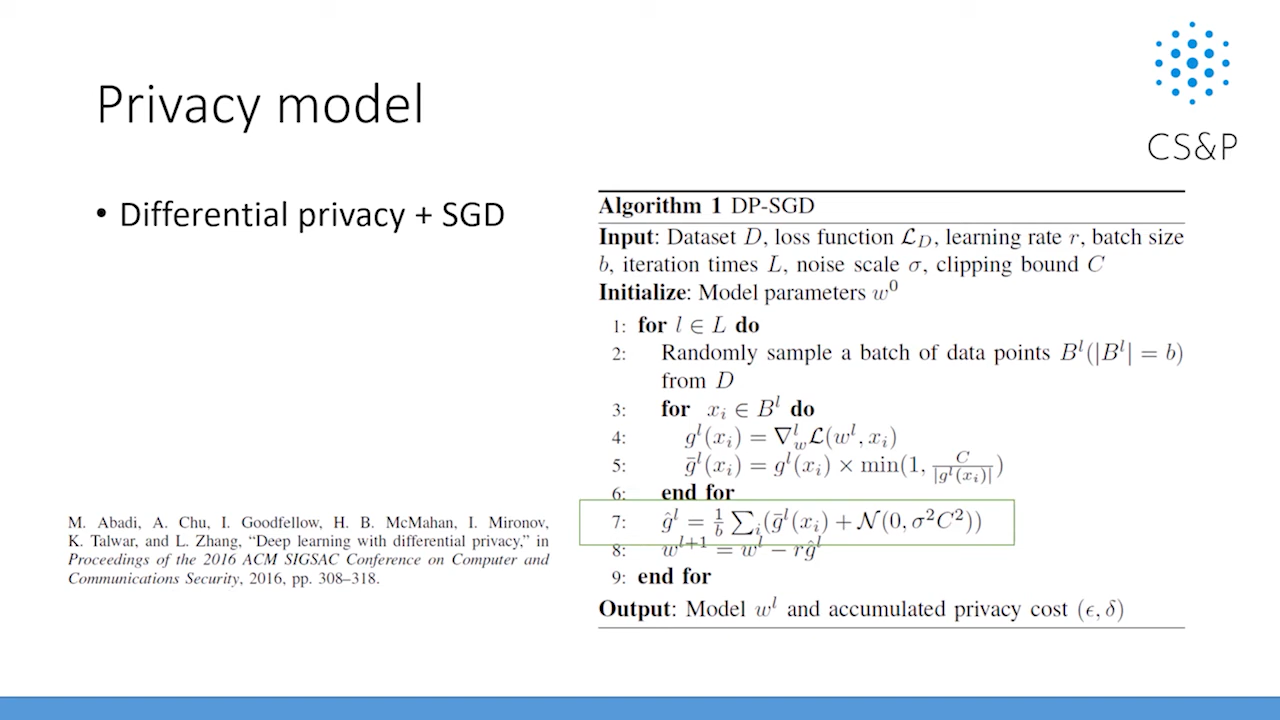 Privacy model
CS&P
• Differential privacy + SGD
Algorithm 1 DP-SGD
Input: Dataset D, loss function ℒ_D, learning rate r, batch size
b, iteration times L, noise scale σ, clipping bound C
Initialize: Model parameters w^0
1: for l ∈ L do
2: Randomly sample a batch of data points B^l(|B^l| = b)
from D
3: for x_i ∈ B^l do
4: g^l(x_i) = ∇_w^l ℒ(w^l, x_i)
5: ḡ^l(x_i) = g^l(x_i) × min(1, C/|g^l(x_i)|)
6: end for
7: ĝ^l = 1/b ∑_i(ḡ^l(x_i) + 𝒩(0, σ^2C^2))
8: w^{l+1} = w^l − rĝ^l
9: end for
Output: Model w^l and accumulated privacy cost (ϵ, δ)
M. Abadi, A. Chu, I. Goodfellow, H. B. McMahan, I. Mironov,
K. Talwar, and L. Zhang, “Deep learning with differential privacy,” in
Proceedings of the 2016 ACM SIGSAC Conference on Computer and
Communications Security, 2016, pp. 308–318.